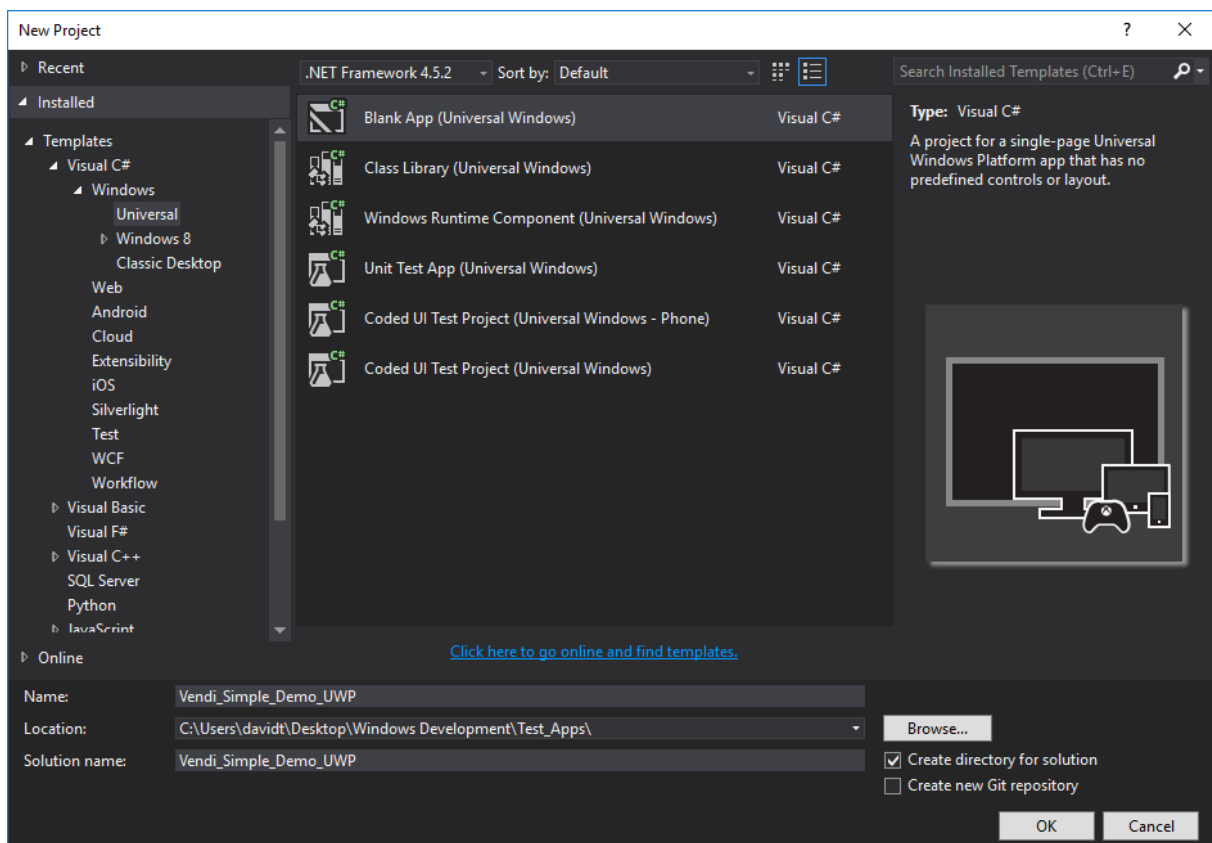 New Project
?
Recent
.NET Framework 4.5.2 Sort by: Default
Search Installed Templates (Ctrl+E)
Installed
Templates
Visual C#
Windows
Universal
Windows 8
Classic Desktop
Web
Android
Cloud
Extensibility
iOS
Silverlight
Test
WCF
Workflow
Visual Basic
Visual F#
Visual C++
SQL Server
Python
JavaScript
Online
C# Blank App (Universal Windows) Visual C#
C# Class Library (Universal Windows) Visual C#
C# Windows Runtime Component (Universal Windows) Visual C#
C# Unit Test App (Universal Windows) Visual C#
C# Coded UI Test Project (Universal Windows - Phone) Visual C#
C# Coded UI Test Project (Universal Windows) Visual C#
Click here to go online and find templates.
Type: Visual C#
A project for a single-page Universal
Windows Platform app that has no
predefined controls or layout.
Name: Vendi_Simple_Demo_UWP
Location: C:\Users\davidt\Desktop\Windows Development\Test_Apps\
Browse...
Solution name: Vendi_Simple_Demo_UWP
Create directory for solution
Create new Git repository
OK Cancel